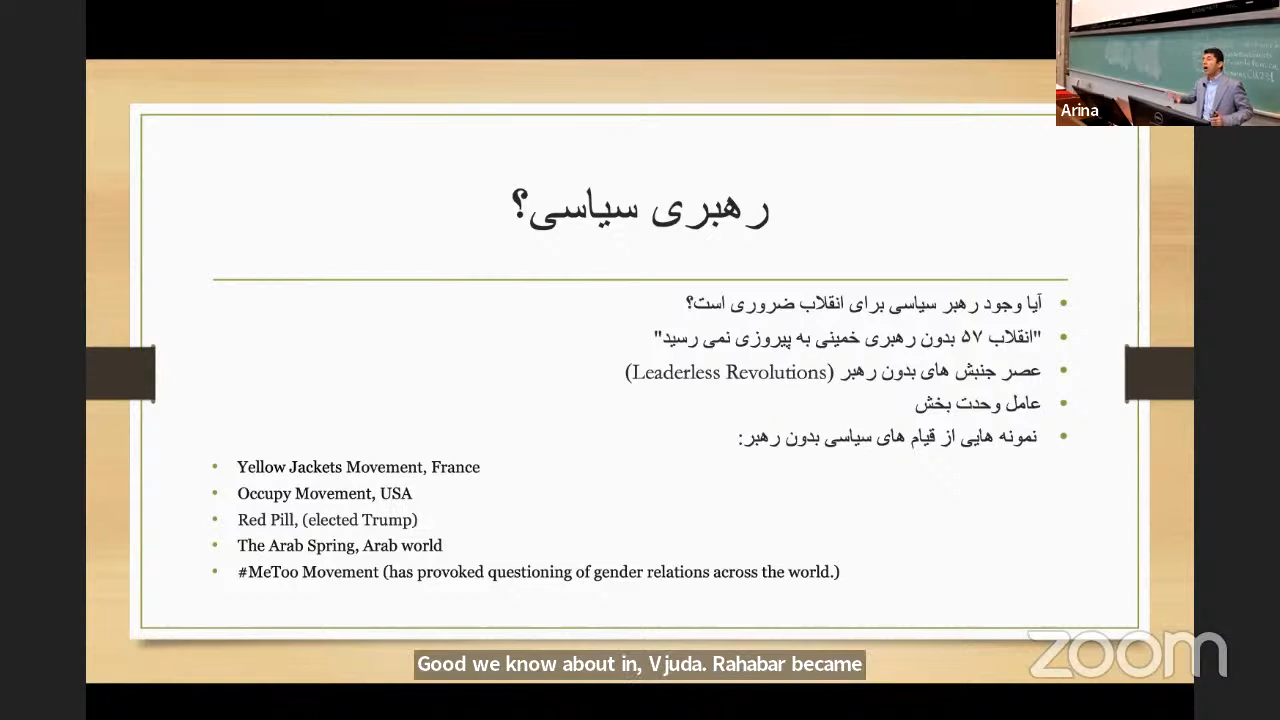 Arina
رهبری سیاسی؟
• آیا وجود رهبر سیاسی برای انقلاب ضروری است؟
• "انقلاب ۵۷ بدون رهبری خمینی به پیروزی نمی رسید"
• عصر جنبش های بدون رهبر (Leaderless Revolutions)
• عامل وحدت بخش
• نمونه هایی از قیام های سیاسی بدون رهبر:
• Yellow Jackets Movement, France
• Occupy Movement, USA
• Red Pill, (elected Trump)
• The Arab Spring, Arab world
• #MeToo Movement (has provoked questioning of gender relations across the world.)
Good we know about in, Vjuda. Rahabar became
zoom